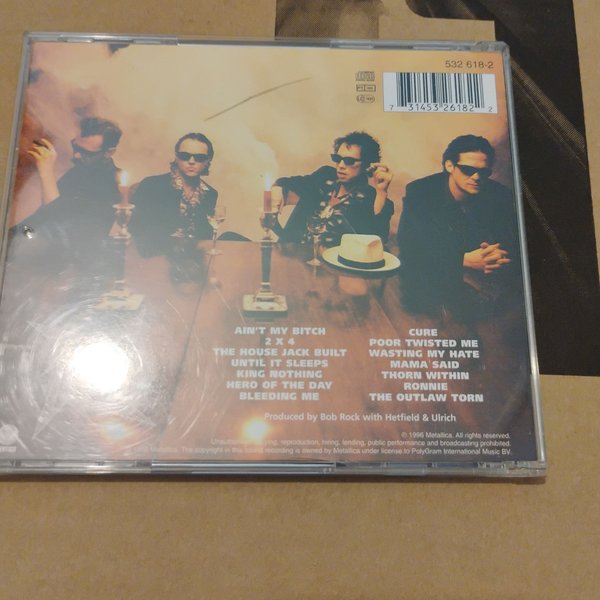 532 618-2
7 31453 26182 2
AIN'T MY BITCH
2 X 4
THE HOUSE JACK BUILT
UNTIL IT SLEEPS
KING NOTHING
HERO OF THE DAY
BLEEDING ME
CURE
POOR TWISTED ME
WASTING MY HATE
MAMA SAID
THORN WITHIN
RONNIE
THE OUTLAW TORN
Produced by Bob Rock with Hetfield & Ulrich
© 1996 Metallica. All rights reserved.
reproduction, hiring, lending, public performance and broadcasting prohibited.
The copyright in this sound recording is owned by Metallica under license to PolyGram International Music BV.